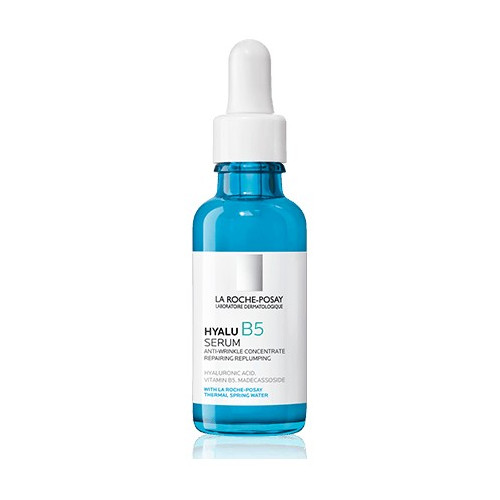 LA ROCHE-POSAY
LABORATOIRE DERMATOLOGIQUE
HYALU B5
SERUM
ANTI-WRINKLE CONCENTRATE
REPAIRING REPLUMPING
HYALURONIC ACID.
VITAMIN B5. MADECASSOSIDE
WITH LA ROCHE-POSAY
THERMAL SPRING WATER